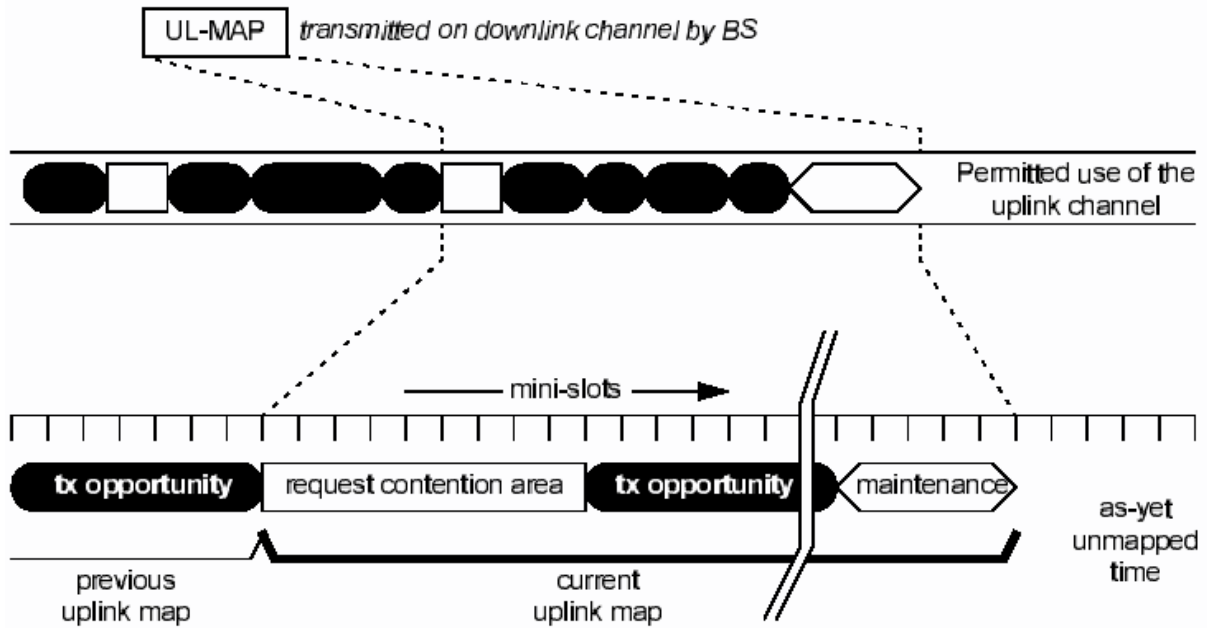 UL-MAP transmitted on downlink channel by BS
Permitted use of the
uplink channel
mini-slots
tx opportunity request contention area tx opportunity maintenance
as-yet
unmapped
time
previous
uplink map
current
uplink map